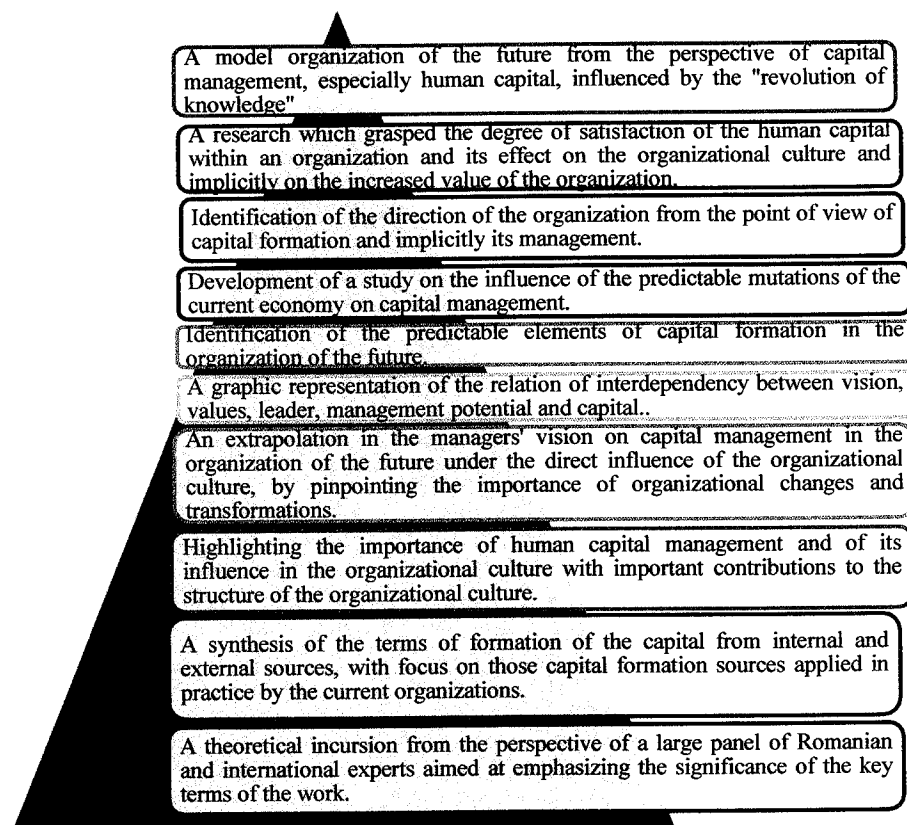 A model organization of the future from the perspective of capital
management, especially human capital, influenced by the "revolution of
knowledge"
A research which grasped the degree of satisfaction of the human capital
within an organization and its effect on the organizational culture and
implicitly on the increased value of the organization.
Identification of the direction of the organization from the point of view of
capital formation and implicitly its management.
Development of a study on the influence of the predictable mutations of the
current economy on capital management.
Identification of the predictable elements of capital formation in the
organization of the future.
A graphic representation of the relation of interdependency between vision,
values, leader, management potential and capital..
An extrapolation in the managers' vision on capital management in the
organization of the future under the direct influence of the organizational
culture, by pinpointing the importance of organizational changes and
transformations.
Highlighting the importance of human capital management and of its
influence in the organizational culture with important contributions to the
structure of the organizational culture.
A synthesis of the terms of formation of the capital from internal and
external sources, with focus on those capital formation sources applied in
practice by the current organizations.
A theoretical incursion from the perspective of a large panel of Romanian
and international experts aimed at emphasizing the significance of the key
terms of the work.